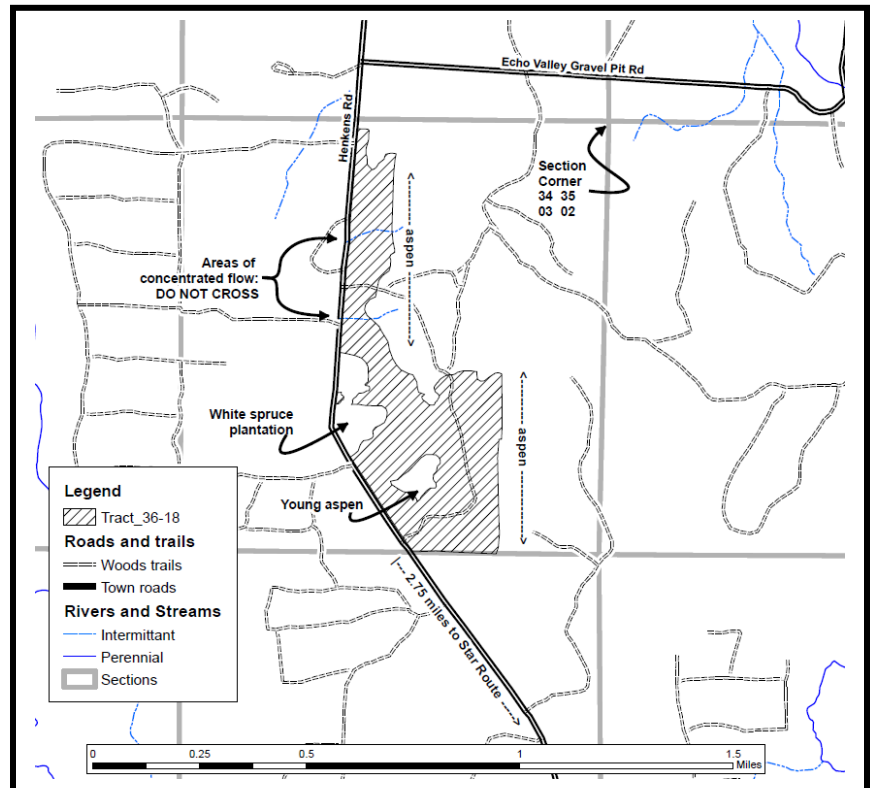 Echo Valley Gravel Pit Rd
Henkens Rd
Section
Corner
34 35
03 02
<---------- aspen ---------->
Areas of
concentrated flow:
DO NOT CROSS
White spruce
plantation
<---------- aspen ---------->
Young aspen
|--- 2.75 miles to Star Route ---->
Legend
Tract_36-18
Roads and trails
Woods trails
Town roads
Rivers and Streams
Intermittant
Perennial
Sections
0 0.25 0.5 1 1.5
Miles